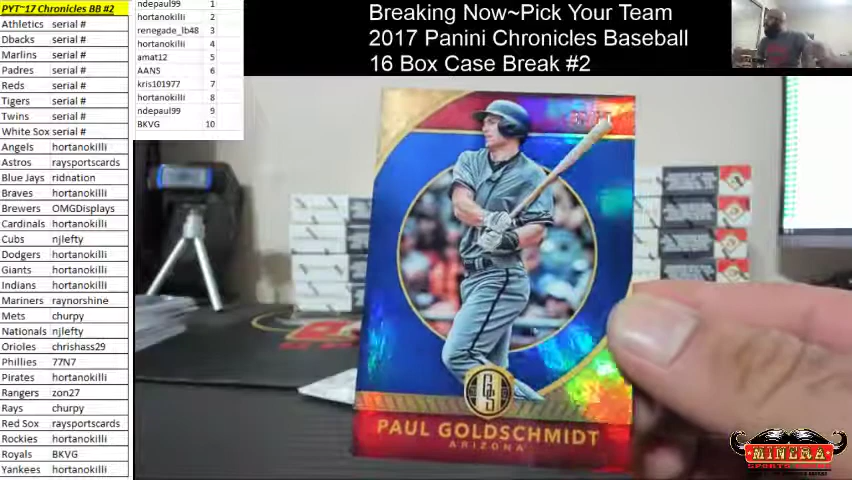 PYT~17 Chronicles BB #2
Athletics serial #
Dbacks serial #
Marlins serial #
Padres serial #
Reds serial #
Tigers serial #
Twins serial #
White Sox serial #
Angels hortanokilli
Astros raysportscards
Blue Jays ridnation
Braves hortanokilli
Brewers OMGDisplays
Cardinals hortanokilli
Cubs njlefty
Dodgers hortanokilli
Giants hortanokilli
Indians hortanokilli
Mariners raynorshine
Mets churpy
Nationals njlefty
Orioles chrishass29
Phillies 77N7
Pirates hortanokilli
Rangers zon27
Rays churpy
Red Sox raysportscards
Rockies hortanokilli
Royals BKVG
Yankees hortanokilli
ndepaul99 1
hortanokilli 2
renegade_lb48 3
hortanokilli 4
amat12 5
AANS 6
kris101977 7
hortanokilli 8
ndepaul99 9
BKVG 10
Breaking Now~Pick Your Team
2017 Panini Chronicles Baseball
16 Box Case Break #2
PAUL GOLDSCHMIDT
ARIZONA
MINERA